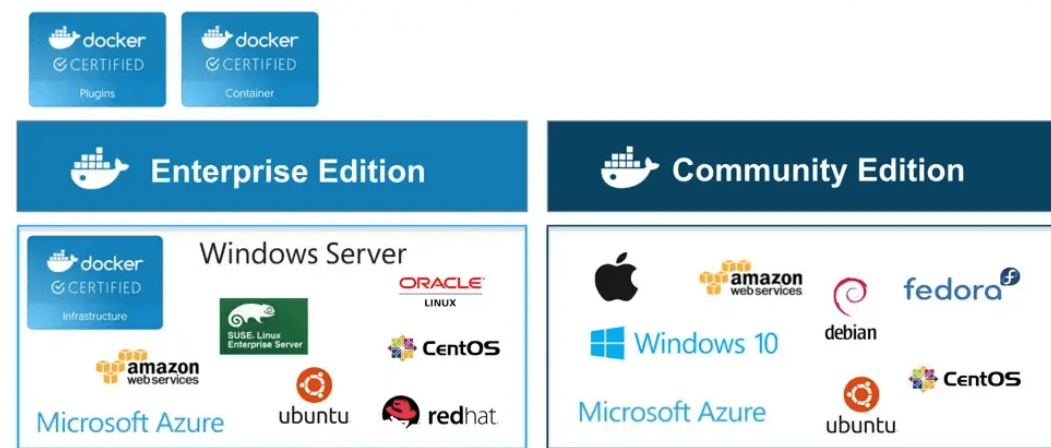 docker
CERTIFIED
Plugins
docker
CERTIFIED
Container
Enterprise Edition
docker
CERTIFIED
Infrastructure
Windows Server
ORACLE®
LINUX
SUSE® Linux
Enterprise Server
CentOS
amazon
web services
ubuntu
redhat
Microsoft Azure
Community Edition
amazon
web services
debian
fedora
Windows 10
CentOS
Microsoft Azure
ubuntu